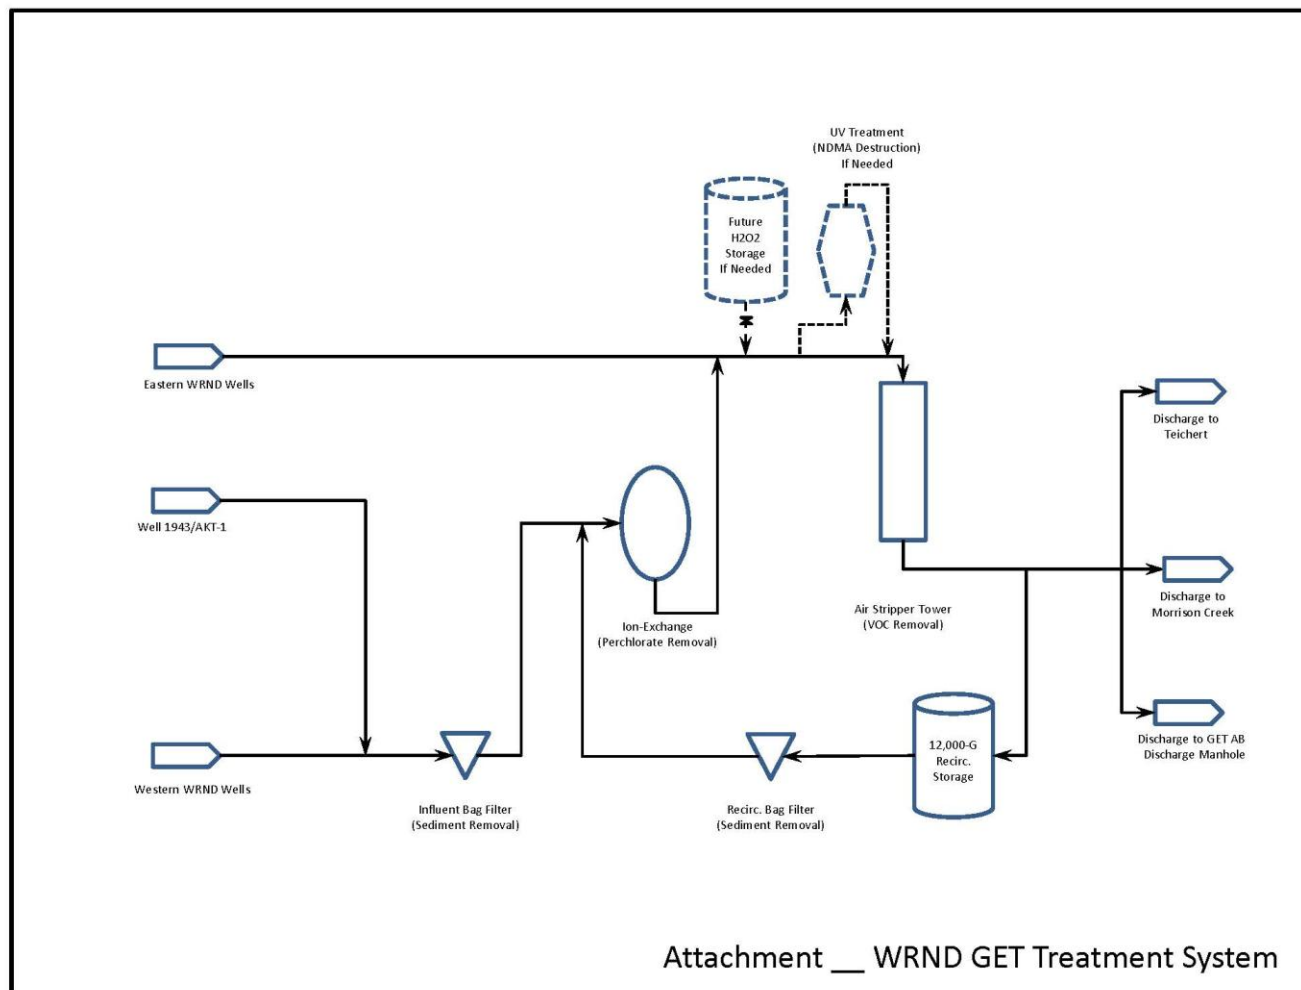 UV Treatment
(NDMA Destruction)
If Needed
Future
H2O2
Storage
If Needed
Eastern WRND Wells
Discharge to
Teichert
Well 1943/AKT-1
Ion-Exchange
(Perchlorate Removal)
Air Stripper Tower
(VOC Removal)
Discharge to
Morrison Creek
Western WRND Wells
Influent Bag Filter
(Sediment Removal)
Recirc. Bag Filter
(Sediment Removal)
12,000-G
Recirc.
Storage
Discharge to GET AB
Discharge Manhole
Attachment __ WRND GET Treatment System